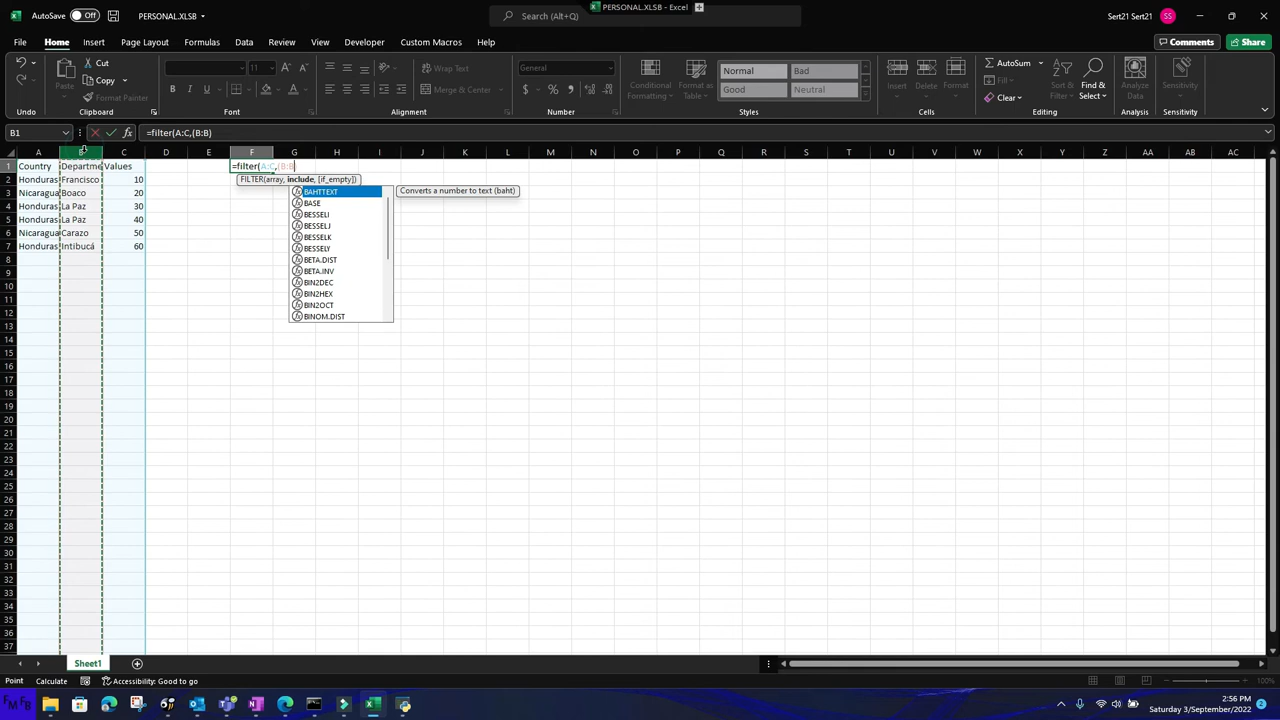 AutoSave Off PERSONAL.XLSB Search (Alt+Q) PERSONAL.XLSB - Excel Sert21 Sert21 SS
File Home Insert Page Layout Formulas Data Review View Developer Custom Macros Help Comments Share
Undo
Paste
Cut
Copy
Format Painter
Clipboard
11
Font
Wrap Text
Merge & Center
Alignment
General
Number
Conditional Formatting
Format as Table
Normal Bad
Good Neutral
Styles
Insert Delete Format
Cells
AutoSum
Clear
Sort & Filter
Find & Select
Editing
Analyze Data
Analysis
Sensitivity
Sensitivity
B1 =filter(A:C,(B:B)
A B C D E F G H I J K L M N O P Q R S T U V W X Y Z AA AB AC
1 Country Departme Values =filter(A:C,(B:B
2 Honduras Francisco 10
3 Nicaragua Boaco 20
4 Honduras La Paz 30
5 Honduras La Paz 40
6 Nicaragua Carazo 50
7 Honduras Intibucá 60
8
9
10
11
12
13
14
15
16
17
18
19
20
21
22
23
24
25
26
27
28
29
30
31
32
33
34
35
36
37
FILTER(array, include, [if_empty])
BAHTTEXT
Converts a number to text (baht)
BASE
BESSELI
BESSELJ
BESSELK
BESSELY
BETA.DIST
BETA.INV
BIN2DEC
BIN2HEX
BIN2OCT
BINOM.DIST
Sheet1
Point Calculate Accessibility: Good to go 100%
2:56 PM
Saturday 3/September/2022